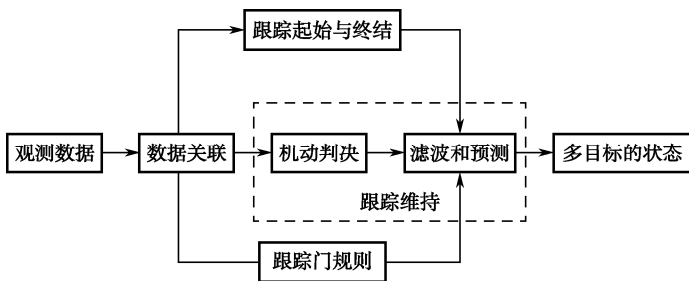 跟踪起始与终结
观测数据
数据关联
机动判决
滤波和预测
多目标的状态
跟踪维持
跟踪门规则